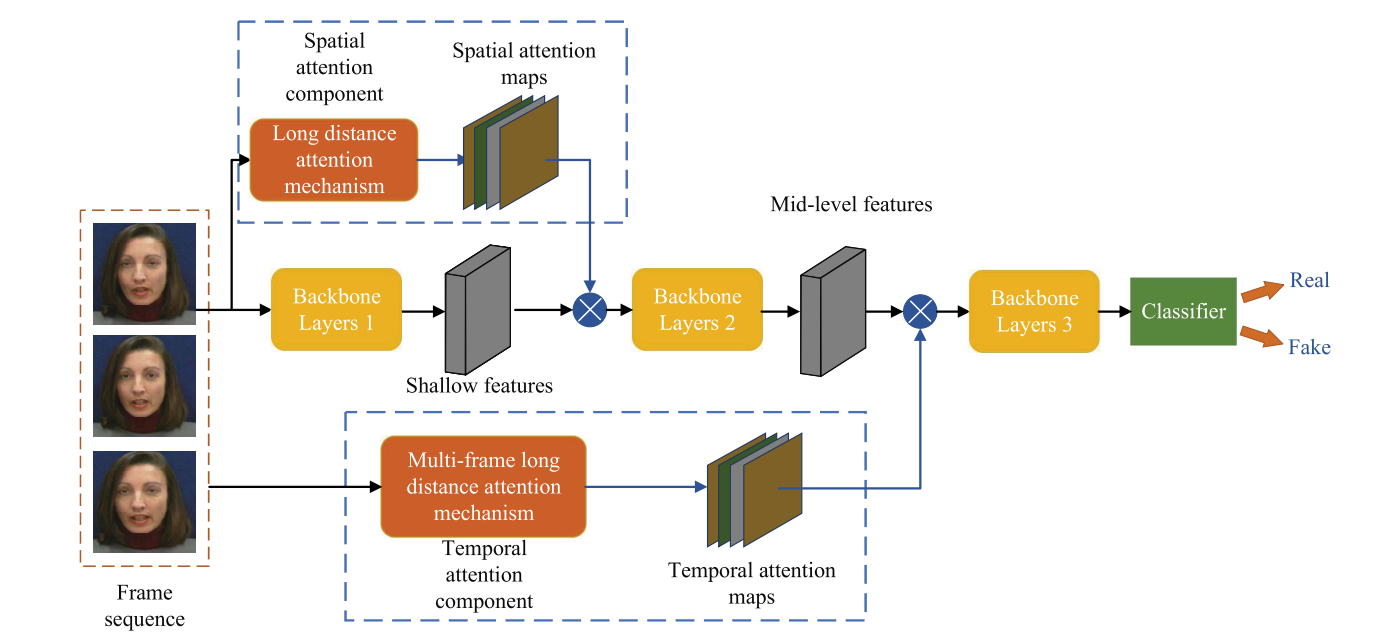 Spatial
attention
component
Spatial attention
maps
Long distance
attention
mechanism
Mid-level features
Backbone
Layers 1
Backbone
Layers 2
Backbone
Layers 3
Classifier
Real
Fake
Shallow features
Multi-frame long
distance attention
mechanism
Temporal
attention
component
Temporal attention
maps
Frame
sequence